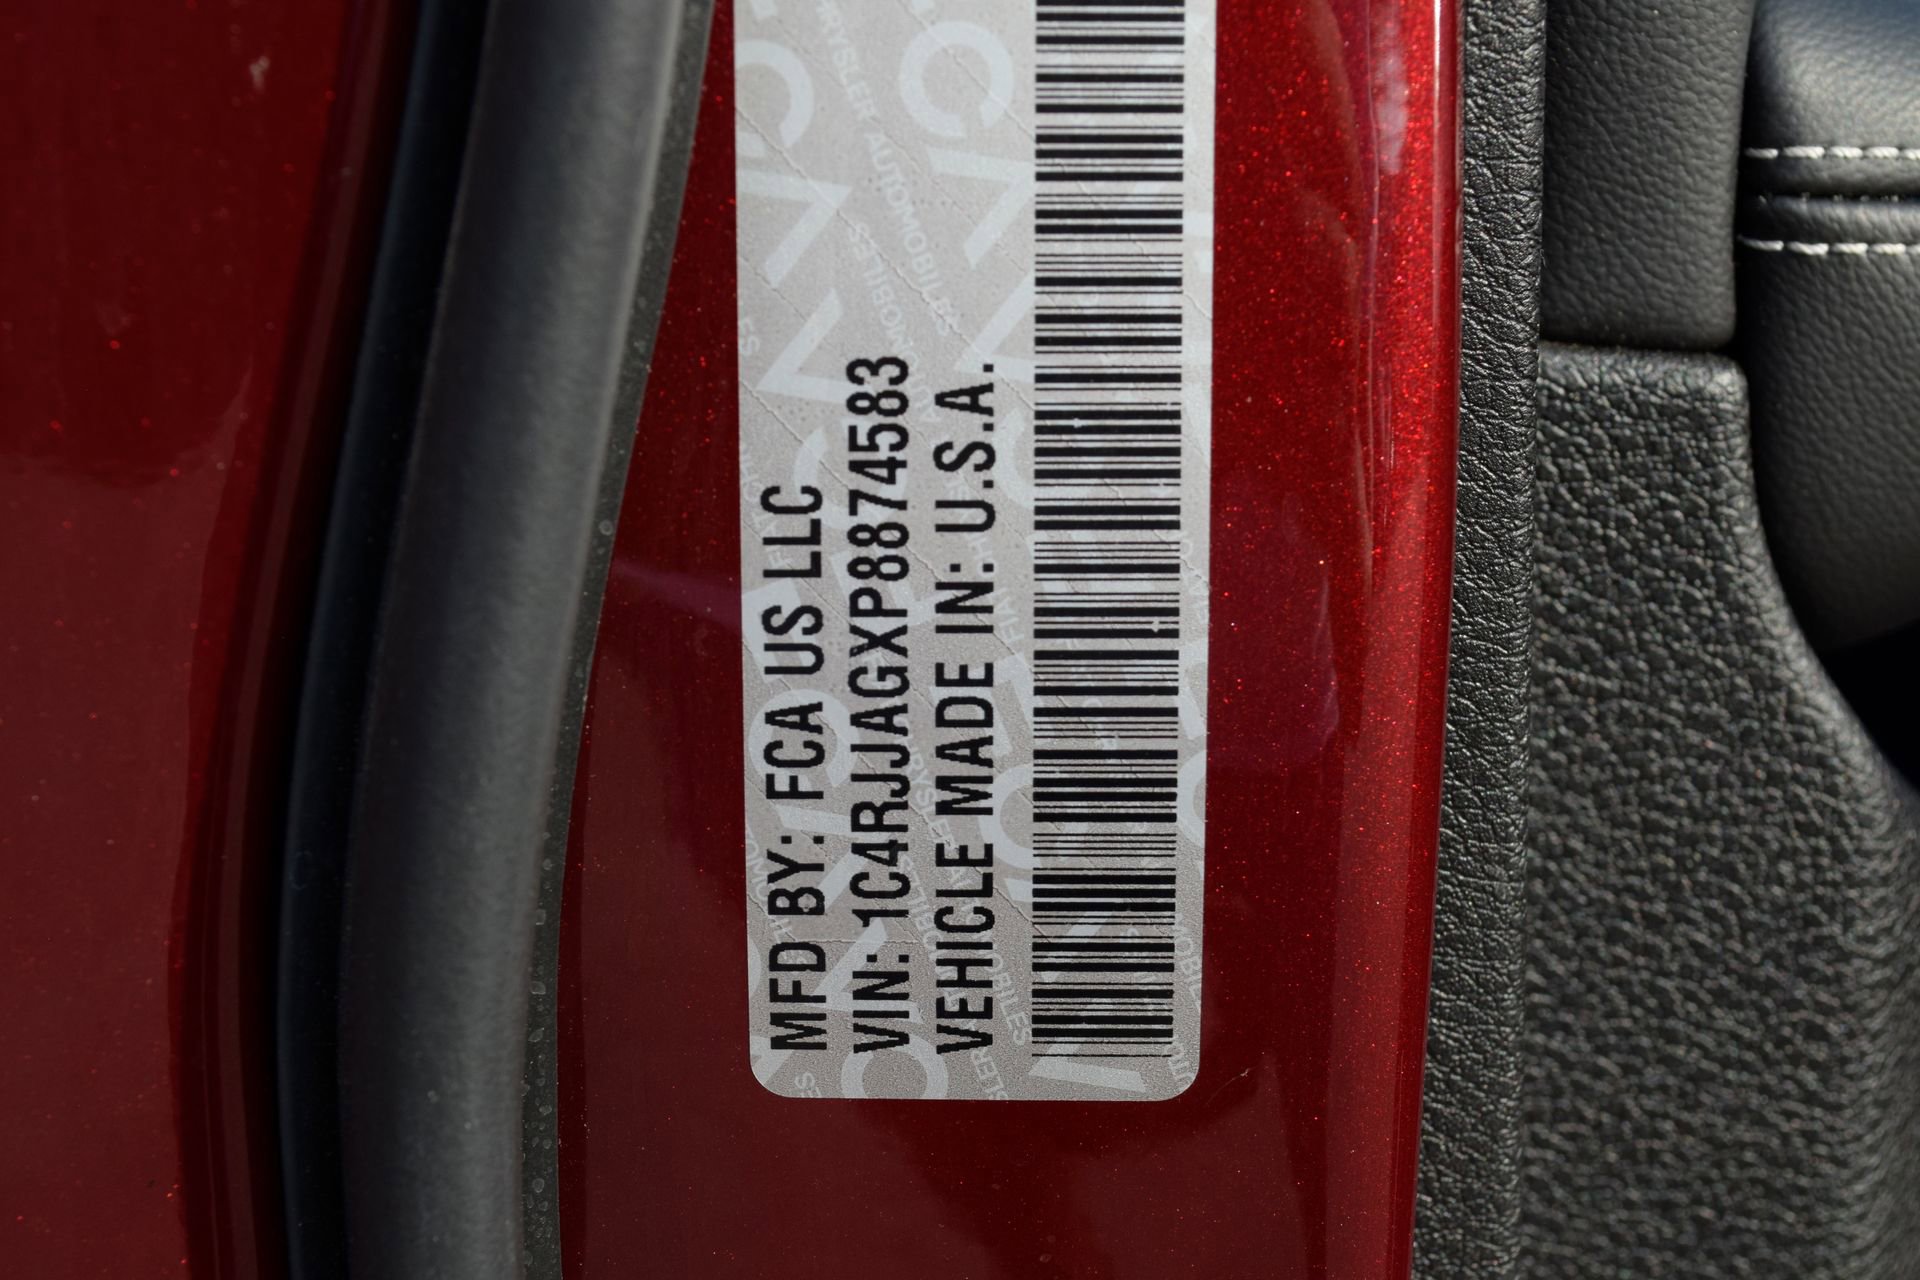 MFD BY: FCA US LLC
VIN: 1C4RJJAGXP8874583
VEHICLE MADE IN: U.S.A.